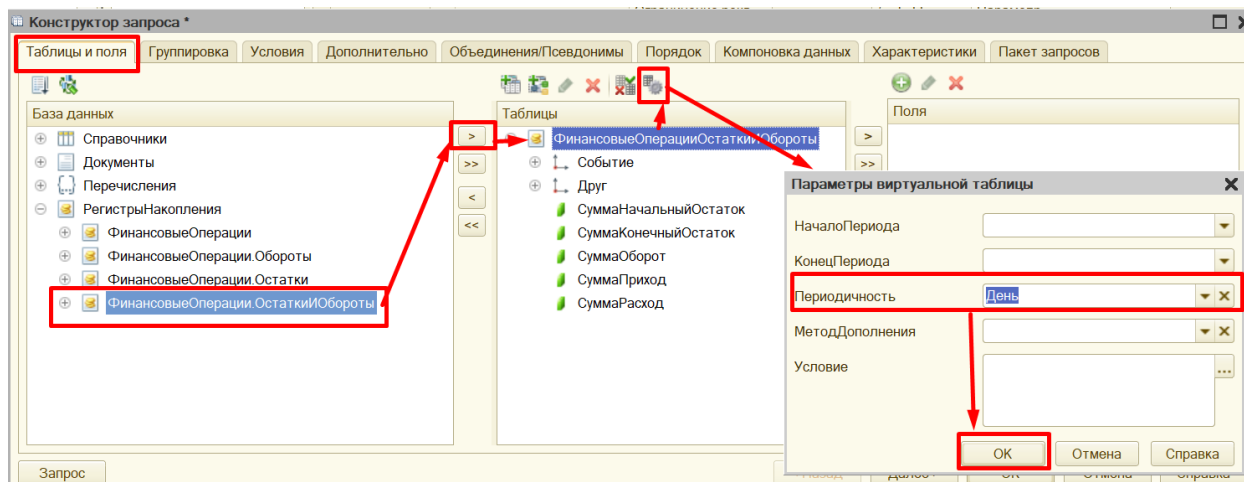 Конструктор запроса *
Таблицы и поля Группировка Условия Дополнительно Объединения/Псевдонимы Порядок Компоновка данных Характеристики Пакет запросов
База данных
Справочники
Документы
Перечисления
РегистрыНакопления
ФинансовыеОперации
ФинансовыеОперации.Обороты
ФинансовыеОперации.Остатки
ФинансовыеОперации.ОстаткиИОбороты
>
>>
<
<<
Таблицы
ФинансовыеОперацииОстаткиИОбороты
Событие
Друг
СуммаНачальныйОстаток
СуммаКонечныйОстаток
СуммаОборот
СуммаПриход
СуммаРасход
>
>>
Поля
Параметры виртуальной таблицы
НачалоПериода
КонецПериода
Периодичность День
МетодДополнения
Условие
...
ОК Отмена Справка
Запрос